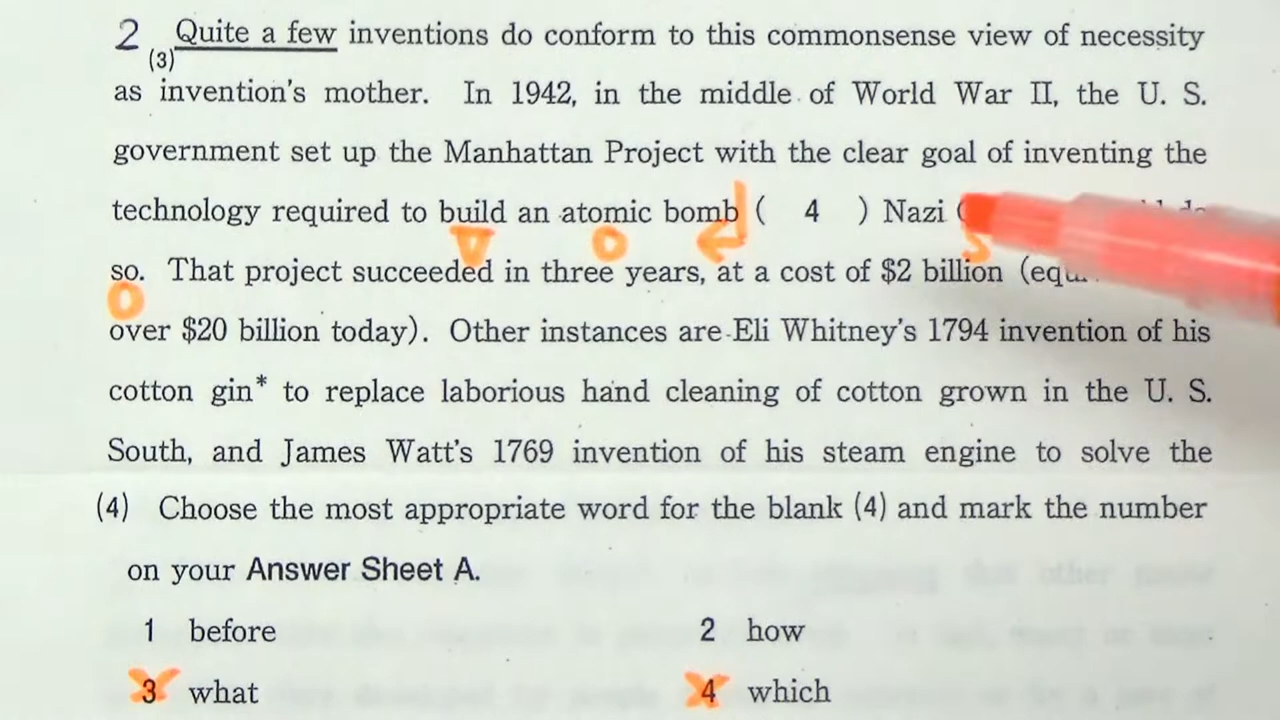 2 (3) Quite a few inventions do conform to this commonsense view of necessity
as invention's mother. In 1942, in the middle of World War II, the U. S.
government set up the Manhattan Project with the clear goal of inventing the
technology required to build an atomic bomb ( 4 ) Nazi
V O S
so. That project succeeded in three years, at a cost of $2 billion
O
over $20 billion today). Other instances are Eli Whitney's 1794 invention of his
cotton gin* to replace laborious hand cleaning of cotton grown in the U. S.
South, and James Watt's 1769 invention of his steam engine to solve the
(4) Choose the most appropriate word for the blank (4) and mark the number
on your Answer Sheet A.
1 before 2 how
3 what 4 which